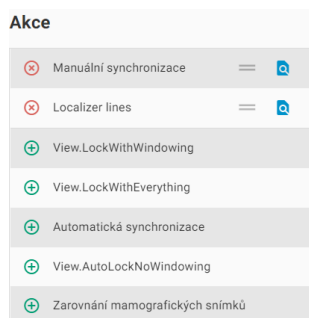 Akce
Manuální synchronizace
Localizer lines
View.LockWithWindowing
View.LockWithEverything
Automatická synchronizace
View.AutoLockNoWindowing
Zarovnání mamografických snímků